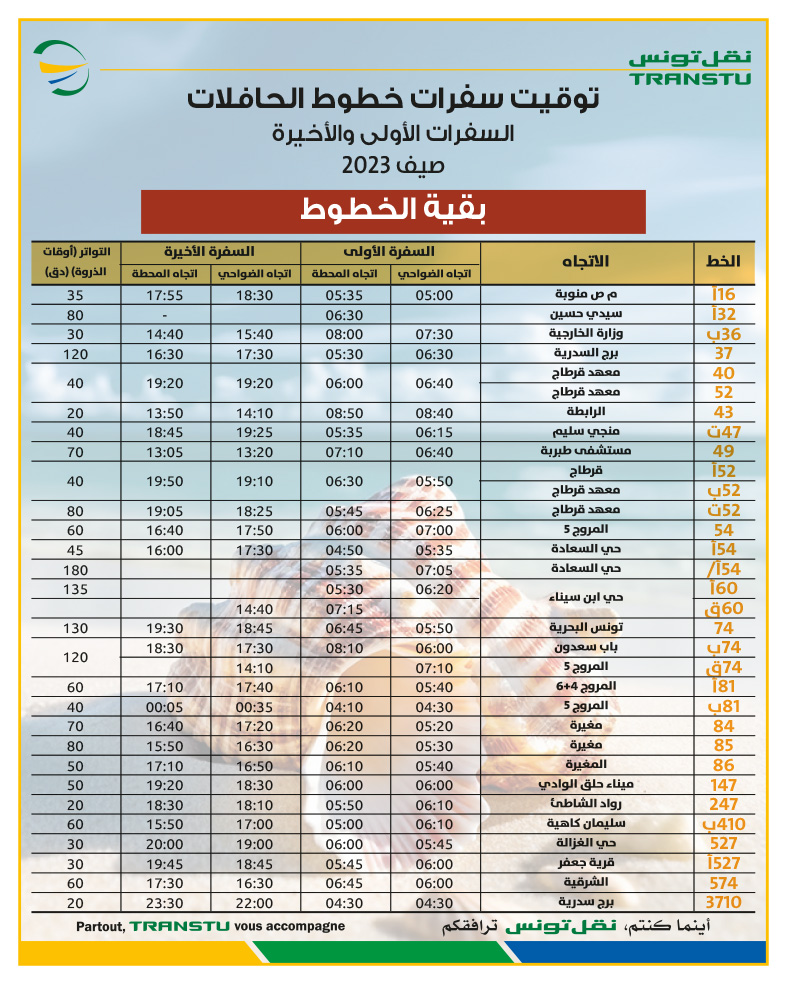 نقل تونس
TRANSTU
توقيت سفرات خطوط الحافلات
السفرات الأولى والأخيرة
صيف 2023
بقية الخطوط
الخط الاتجاه السفرة الأولى السفرة الأخيرة التواتر (أوقات الذروة) (دق)
اتجاه الضواحي اتجاه المحطة اتجاه الضواحي اتجاه المحطة
16أ م ص منوبة 05:00 05:35 18:30 17:55 35
32أ سيدي حسين 06:30 - 80
36ب وزارة الخارجية 07:30 08:00 15:40 14:40 30
37 برج السدرية 06:30 05:30 17:30 16:30 120
40 معهد قرطاج 06:40 06:00 19:20 19:20 40
52 معهد قرطاج
43 الرابطة 08:40 08:50 14:10 13:50 20
47ت منجي سليم 06:15 05:35 19:25 18:45 40
49 مستشفى طبربة 06:40 07:10 13:20 13:05 70
52أ قرطاج 05:50 06:30 19:10 19:50 40
52ب معهد قرطاج
52ت معهد قرطاج 06:25 05:45 18:25 19:05 80
54 المروج 5 07:00 06:00 17:50 16:40 60
54أ حي السعادة 05:35 04:50 17:30 16:00 45
54أ/ حي السعادة 07:05 05:35 180
60أ حي ابن سيناء 06:20 05:30 135
60ق 07:15 14:40
74 تونس البحرية 05:50 06:45 18:45 19:30 130
74ب باب سعدون 06:00 08:10 17:30 18:30 120
74ق المروج 5 07:10 14:10
81أ المروج 4+6 05:40 06:10 17:40 17:10 60
81ب المروج 5 04:30 04:10 00:35 00:05 40
84 مغيرة 05:20 06:20 17:20 16:40 70
85 مغيرة 05:30 06:20 16:30 15:50 80
86 المغيرة 05:40 06:10 16:50 17:10 50
147 ميناء حلق الوادي 06:00 06:00 18:30 19:20 50
247 رواد الشاطئ 06:10 05:50 18:10 18:30 20
410ب سليمان كاهية 06:10 05:00 17:00 15:50 60
527 حي الغزالة 05:45 06:00 19:00 20:00 30
527أ قرية جعفر 06:00 05:45 18:45 19:45 30
574 الشرقية 06:00 06:45 16:30 17:30 60
3710 برج سدرية 04:30 04:30 22:00 23:30 20
أينما كنتم، نقل تونس ترافقكم
Partout, TRANSTU vous accompagne